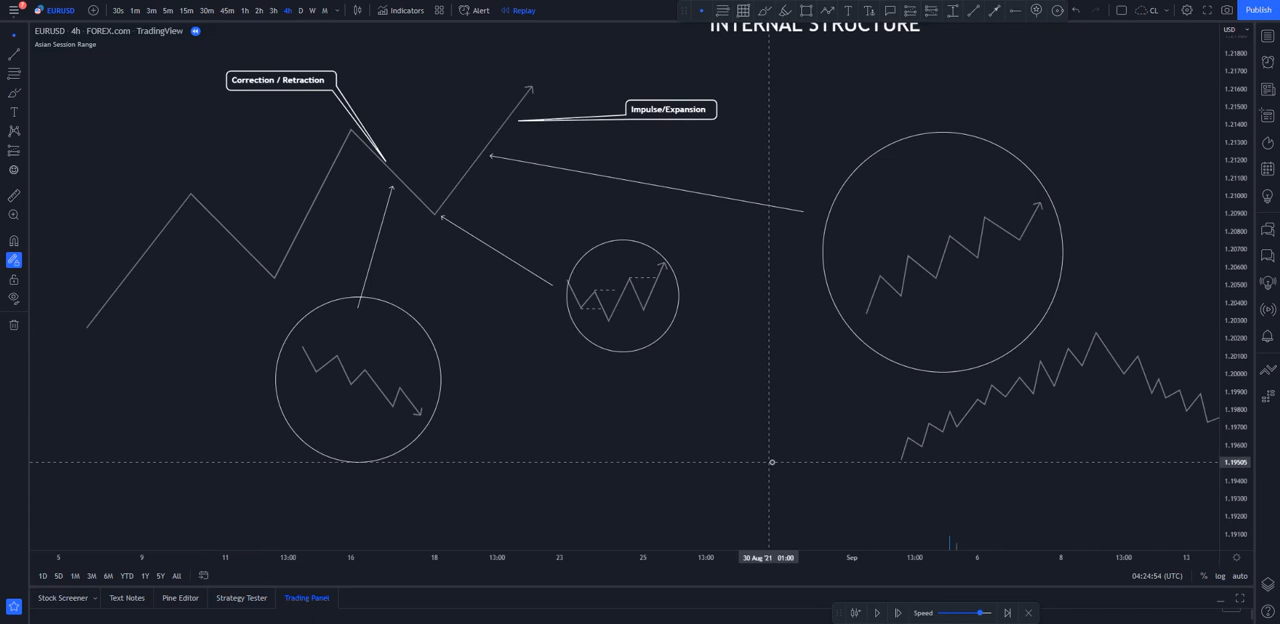 7
EURUSD
30s 1m 3m 5m 15m 30m 45m 1h 2h 3h 4h D W M
Indicators
Alert
Replay
CL
Publish
INTERNAL STRUCTURE
EURUSD · 4h · FOREX.com · TradingView
Asian Session Range
USD
Correction / Retraction
Impulse/Expansion
1.21800
1.21700
1.21600
1.21500
1.21400
1.21300
1.21200
1.21100
1.21000
1.20900
1.20800
1.20700
1.20600
1.20500
1.20400
1.20300
1.20200
1.20100
1.20000
1.19900
1.19800
1.19700
1.19600
1.19505
1.19400
1.19300
1.19200
1.19100
5 9 11 13:00 16 18 13:00 23 25 13:00 30 Aug '21 01:00 Sep 13:00 6 8 13:00 13
1D 5D 1M 3M 6M YTD 1Y 5Y All
04:24:54 (UTC) % log auto
Stock Screener Text Notes Pine Editor Strategy Tester Trading Panel
Speed